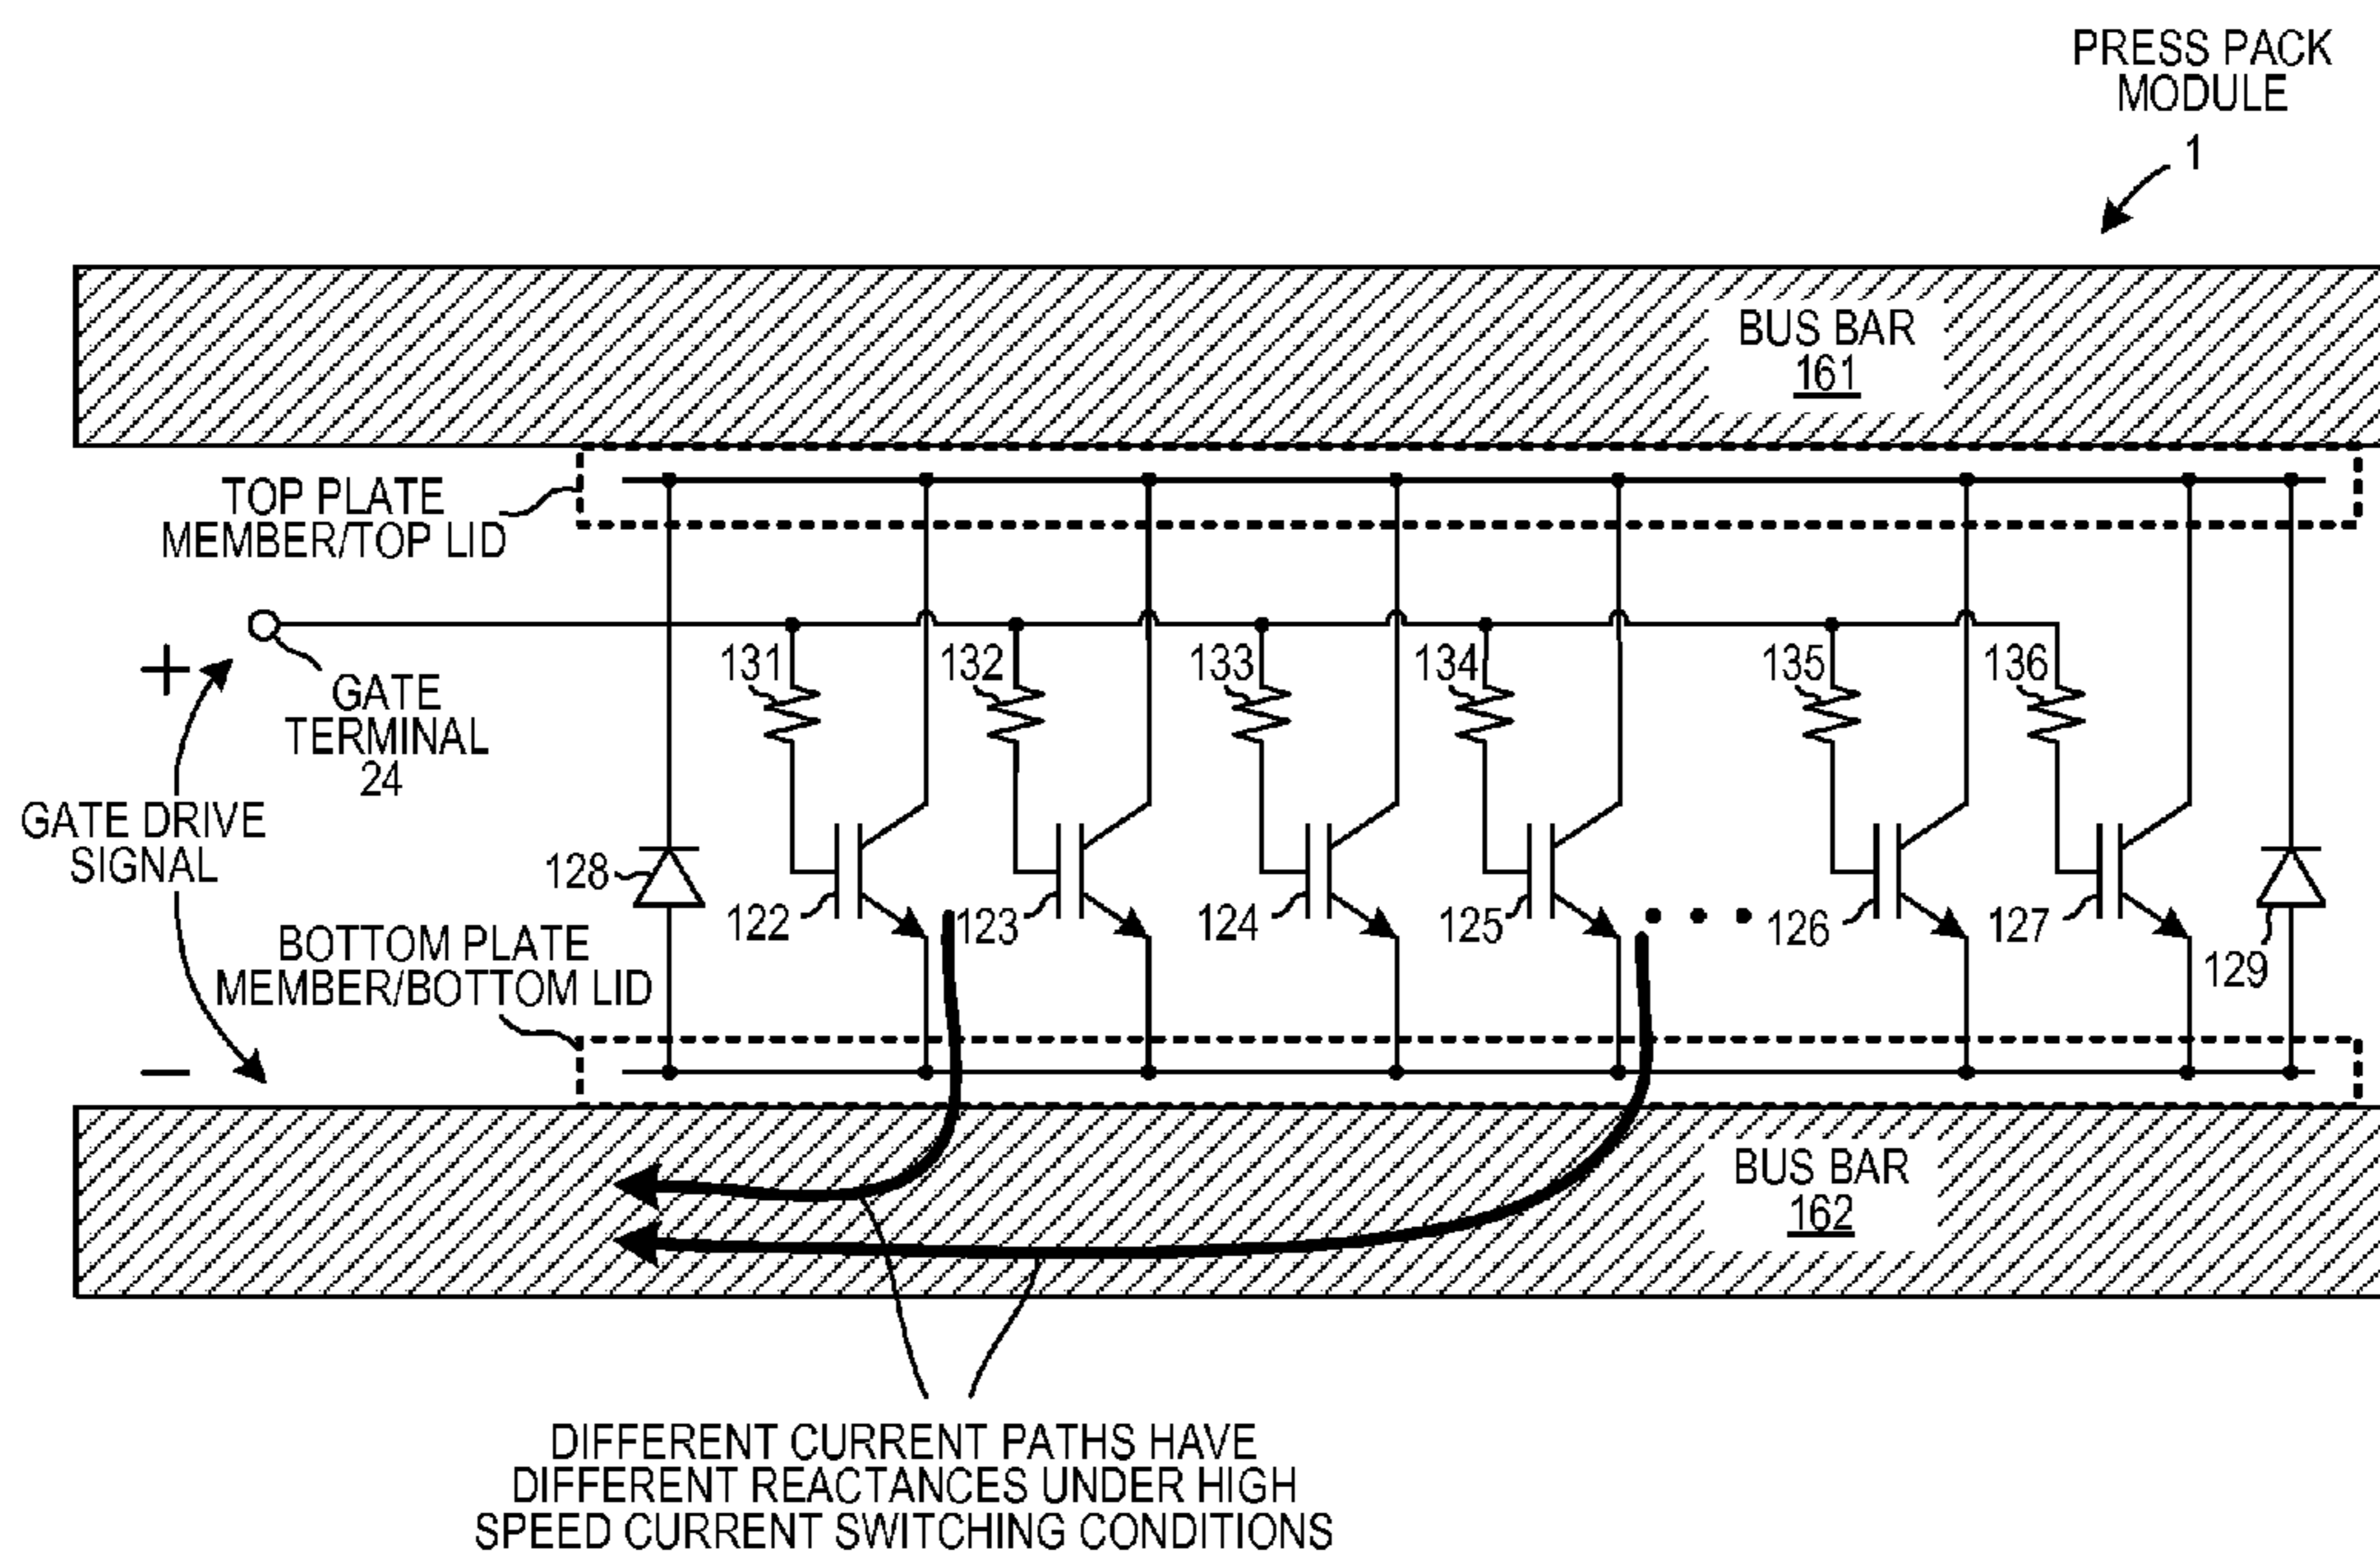 PRESS PACK
MODULE
1
BUS BAR
161
TOP PLATE
MEMBER/TOP LID
+
GATE
TERMINAL
24
131
132
133
134
135
136
GATE DRIVE
SIGNAL
128
122
123
124
125
126
127
129
BOTTOM PLATE
MEMBER/BOTTOM LID
−
BUS BAR
162
DIFFERENT CURRENT PATHS HAVE
DIFFERENT REACTANCES UNDER HIGH
SPEED CURRENT SWITCHING CONDITIONS